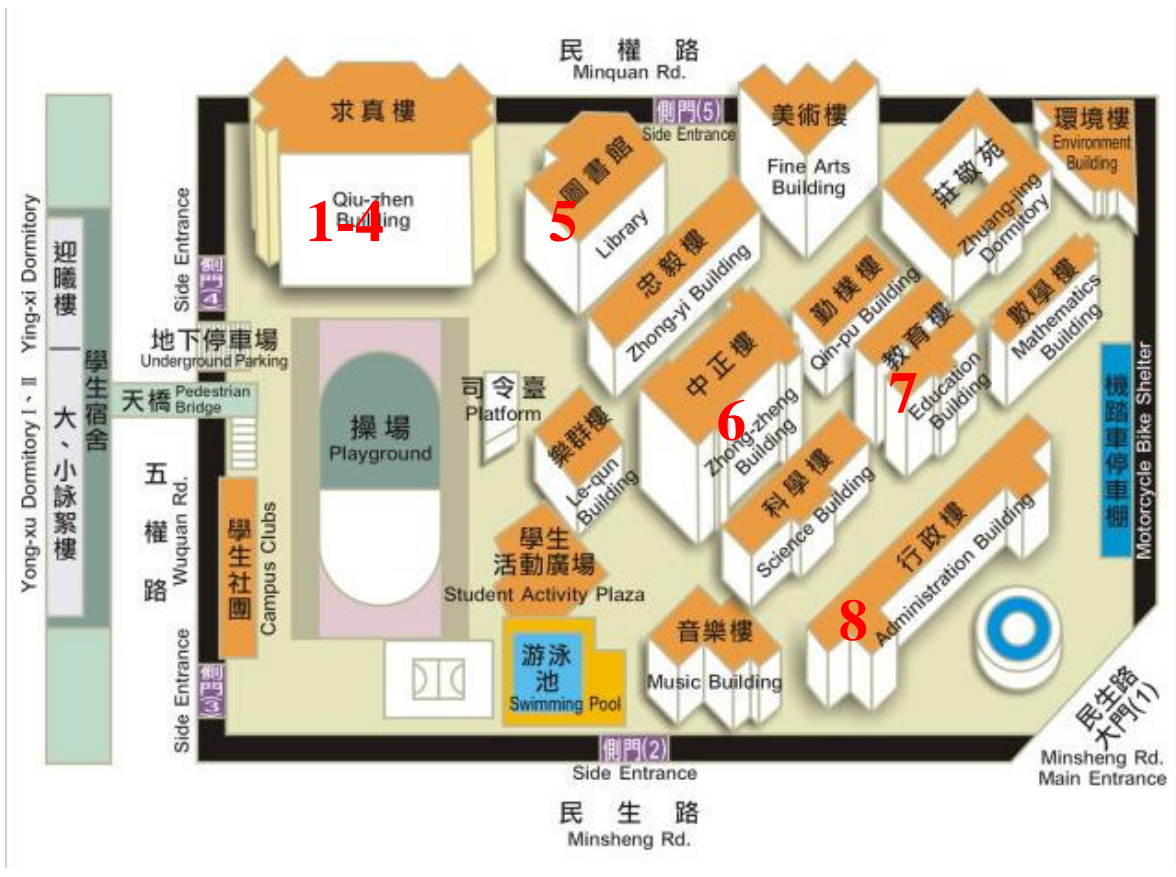 民權路
Minquan Rd.
求真樓
Qiu-zhen
Building
1-4
圖書館
Library
5
側門(5)
Side Entrance
美術樓
Fine Arts
Building
莊敬苑
Zhuang-jing
Dormitory
環境樓
Environment
Building
忠毅樓
Zhong-yi Building
勤樸樓
Qin-pu Building
教育樓
Education
Building
7
數學樓
Mathematics
Building
中正樓
Zhong-zheng
Building
6
Side Entrance
側門(4)
地下停車場
Underground Parking
天橋
Pedestrian
Bridge
Ying-xi Dormitory
Yong-xu Dormitory I、II
迎曦樓
大、小詠絮樓
學生宿舍
五權路
Wuquan Rd.
學生社團
Campus Clubs
操場
Playground
司令臺
Platform
樂群樓
Le-qun
Building
科學樓
Science Building
行政樓
Administration Building
8
機踏車停車棚
Motorcycle Bike Shelter
學生
活動廣場
Student Activity Plaza
游泳
池
Swimming Pool
音樂樓
Music Building
Side Entrance
側門(3)
側門(2)
Side Entrance
民生路
大門(1)
Minsheng Rd.
Main Entrance
民生路
Minsheng Rd.